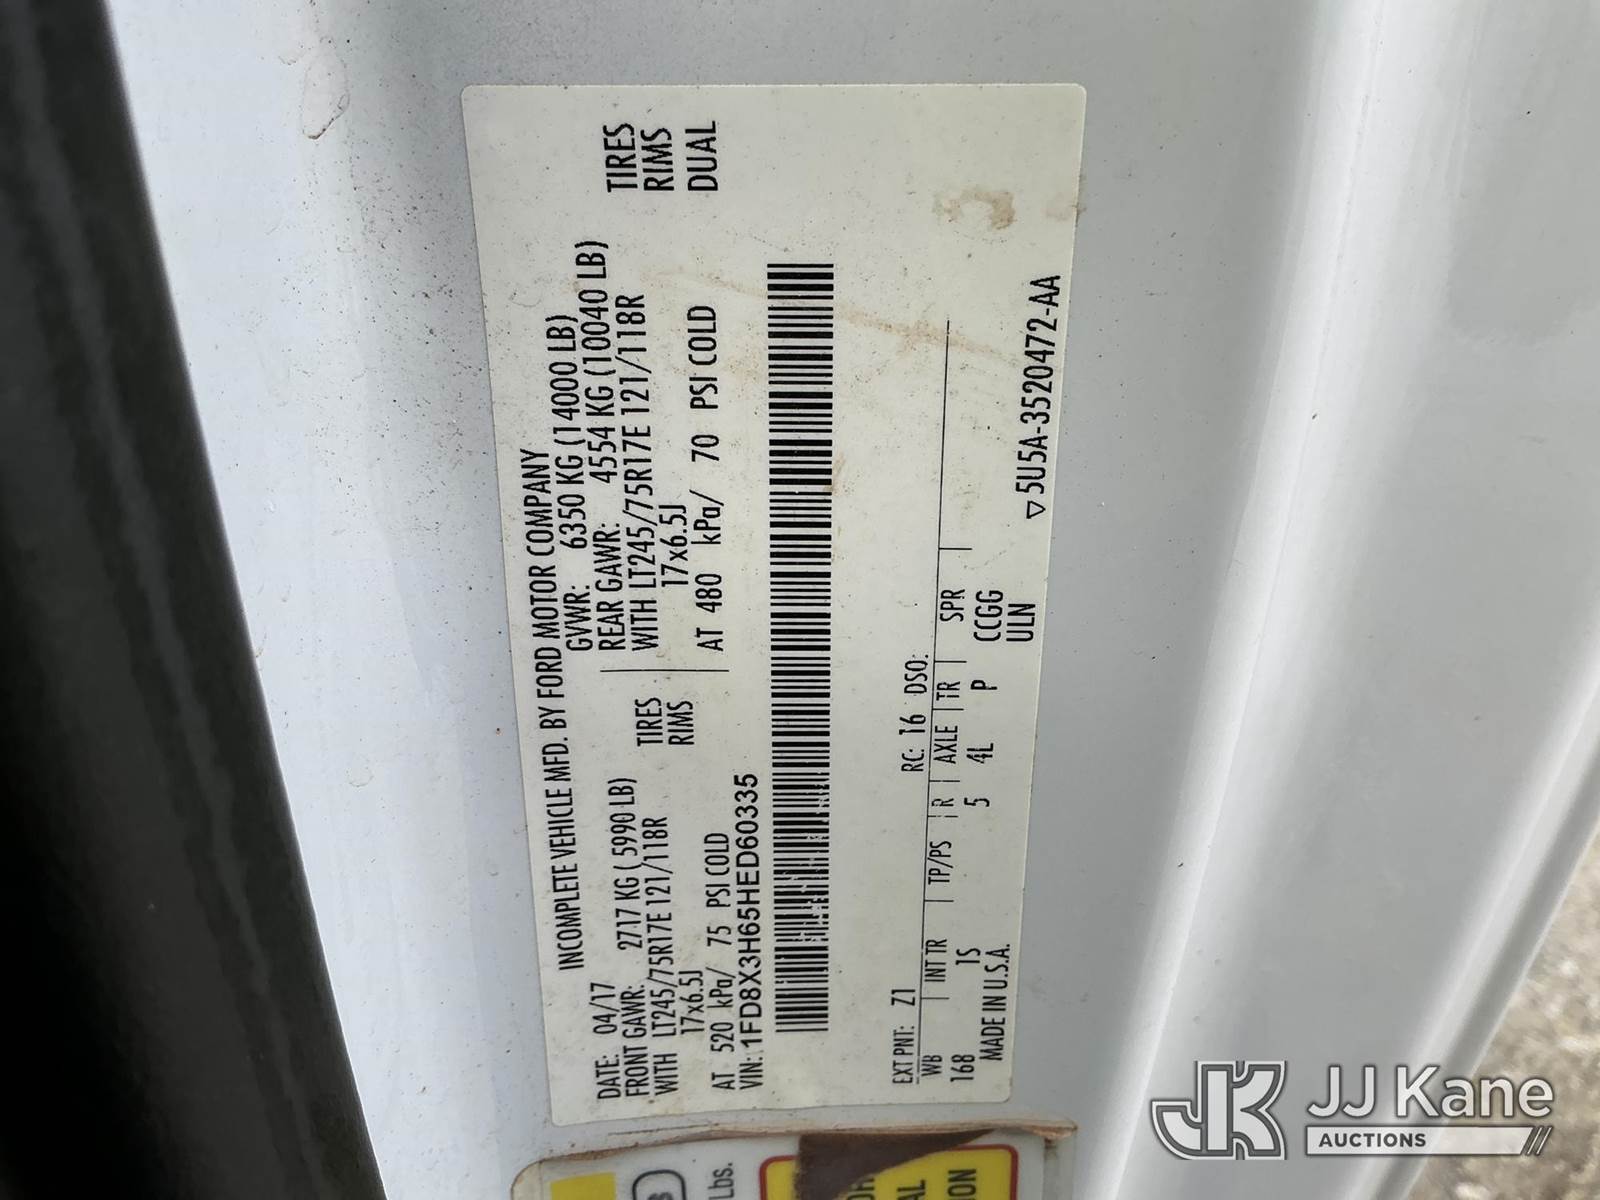 INCOMPLETE VEHICLE MFD. BY FORD MOTOR COMPANY
DATE: 04/17 GVWR: 6350 KG (14000 LB)
FRONT GAWR: 2717 KG ( 5990 LB) REAR GAWR: 4554 KG (10040 LB)
WITH LT245/75R17E 121/118R TIRES WITH LT245/75R17E 121/118R TIRES
17x6.5J RIMS 17x6.5J RIMS
AT 520 kPa/ 75 PSI COLD AT 480 kPa/ 70 PSI COLD DUAL
VIN: 1FD8X3H65HED60335
EXT PNT: Z1 RC: 16 DSO:
WB INT TR TP/PS R AXLE TR SPR
168 1S 5 4L P CCGG
MADE IN U.S.A. ULN
▽5U5A-3520472-AA
Lbs.
JK JJ Kane
AUCTIONS